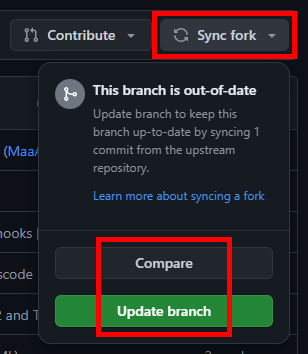 Contribute
Sync fork
This branch is out-of-date
Update branch to keep this
branch up-to-date by syncing 1
commit from the upstream
repository.
(MaaA
Learn more about syncing a fork
nooks
Compare
scode
2 and T
Update branch